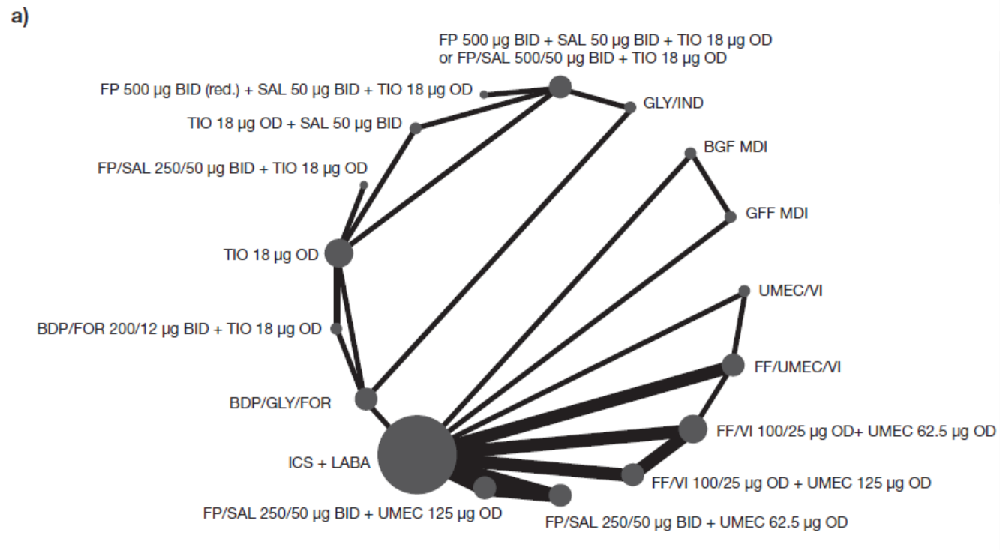 a)
FP 500 µg BID + SAL 50 µg BID + TIO 18 µg OD
or FP/SAL 500/50 µg BID + TIO 18 µg OD
FP 500 µg BID (red.) + SAL 50 µg BID + TIO 18 µg OD
GLY/IND
TIO 18 µg OD + SAL 50 µg BID
BGF MDI
FP/SAL 250/50 µg BID + TIO 18 µg OD
GFF MDI
TIO 18 µg OD
UMEC/VI
BDP/FOR 200/12 µg BID + TIO 18 µg OD
FF/UMEC/VI
BDP/GLY/FOR
FF/VI 100/25 µg OD+ UMEC 62.5 µg OD
ICS + LABA
FF/VI 100/25 µg OD + UMEC 125 µg OD
FP/SAL 250/50 µg BID + UMEC 125 µg OD
FP/SAL 250/50 µg BID + UMEC 62.5 µg OD